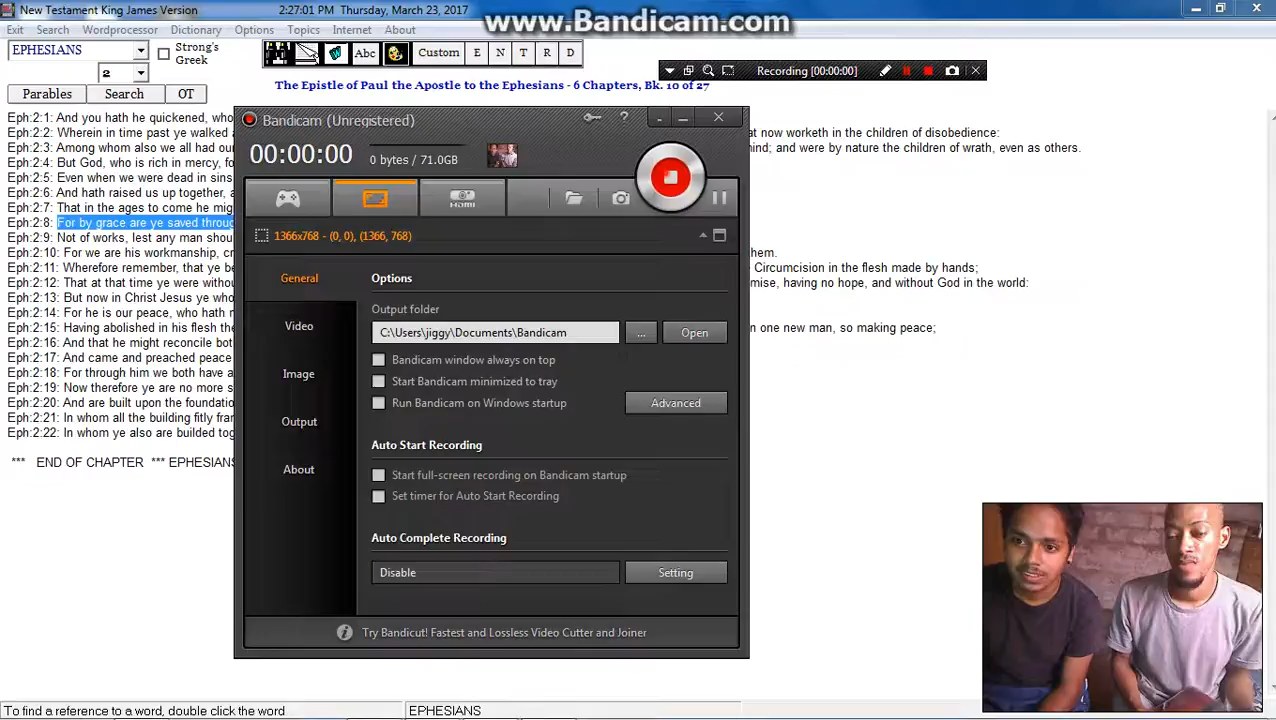 www.Bandicam.com
New Testament King James Version 2:27:01 PM Thursday, March 23, 2017
Exit Search Wordprocessor Dictionary Options Topics Internet About
EPHESIANS
Strong's
Greek
Abc Custom E N T R D
2
Recording [00:00:00]
The Epistle of Paul the Apostle to the Ephesians - 6 Chapters, Bk. 10 of 27
Parables Search OT
Eph:2:1: And you hath he quickened, who
Eph:2:2: Wherein in time past ye walked at now worketh in the children of disobedience:
Eph:2:3: Among whom also we all had our ind; and were by nature the children of wrath, even as others.
Eph:2:4: But God, who is rich in mercy, fo
Eph:2:5: Even when we were dead in sins
Eph:2:6: And hath raised us up together, a
Eph:2:7: That in the ages to come he mig
Eph:2:8: For by grace are ye saved throug
Eph:2:9: Not of works, lest any man shou
Eph:2:10: For we are his workmanship, cr hem.
Eph:2:11: Wherefore remember, that ye be Circumcision in the flesh made by hands;
Eph:2:12: That at that time ye were withou mise, having no hope, and without God in the world:
Eph:2:13: But now in Christ Jesus ye who
Eph:2:14: For he is our peace, who hath m
Eph:2:15: Having abolished in his flesh the n one new man, so making peace;
Eph:2:16: And that he might reconcile bot
Eph:2:17: And came and preached peace
Eph:2:18: For through him we both have a
Eph:2:19: Now therefore ye are no more s
Eph:2:20: And are built upon the foundatio
Eph:2:21: In whom all the building fitly fra
Eph:2:22: In whom ye also are builded tog
*** END OF CHAPTER *** EPHESIANS
Bandicam (Unregistered)
00:00:00 0 bytes / 71.0GB
HDMI
1366x768 - (0, 0), (1366, 768)
General
Video
Image
Output
About
Options
Output folder
C:\Users\jiggy\Documents\Bandicam ... Open
Bandicam window always on top
Start Bandicam minimized to tray
Run Bandicam on Windows startup Advanced
Auto Start Recording
Start full-screen recording on Bandicam startup
Set timer for Auto Start Recording
Auto Complete Recording
Disable Setting
Try Bandicut! Fastest and Lossless Video Cutter and Joiner
To find a reference to a word, double click the word EPHESIANS